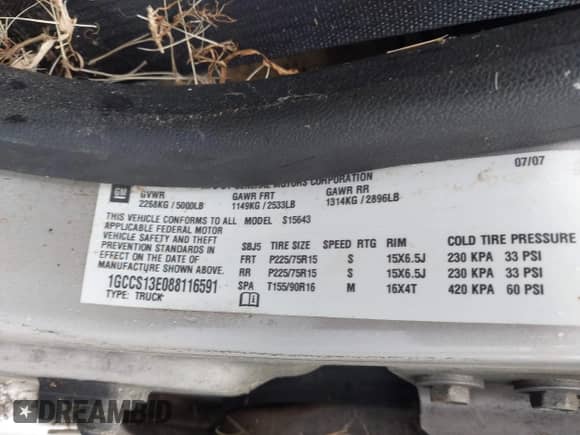 07/07
GENERAL MOTORS CORPORATION
GM
GVWR GAWR FRT GAWR RR
2268KG / 5000LB 1149KG / 2533LB 1314KG / 2896LB
THIS VEHICLE CONFORMS TO ALL MODEL S15643
APPLICABLE FEDERAL MOTOR
VEHICLE SAFETY AND THEFT
PREVENTION STANDARDS IN SBJ5 TIRE SIZE SPEED RTG RIM COLD TIRE PRESSURE
EFFECT ON THE DATE OF FRT P225/75R15 S 15X6.5J 230 KPA 33 PSI
MANUFACTURE SHOWN ABOVE. RR P225/75R15 S 15X6.5J 230 KPA 33 PSI
1GCCS13E088116591 SPA T155/90R16 M 16X4T 420 KPA 60 PSI
TYPE: TRUCK
DREAMBID